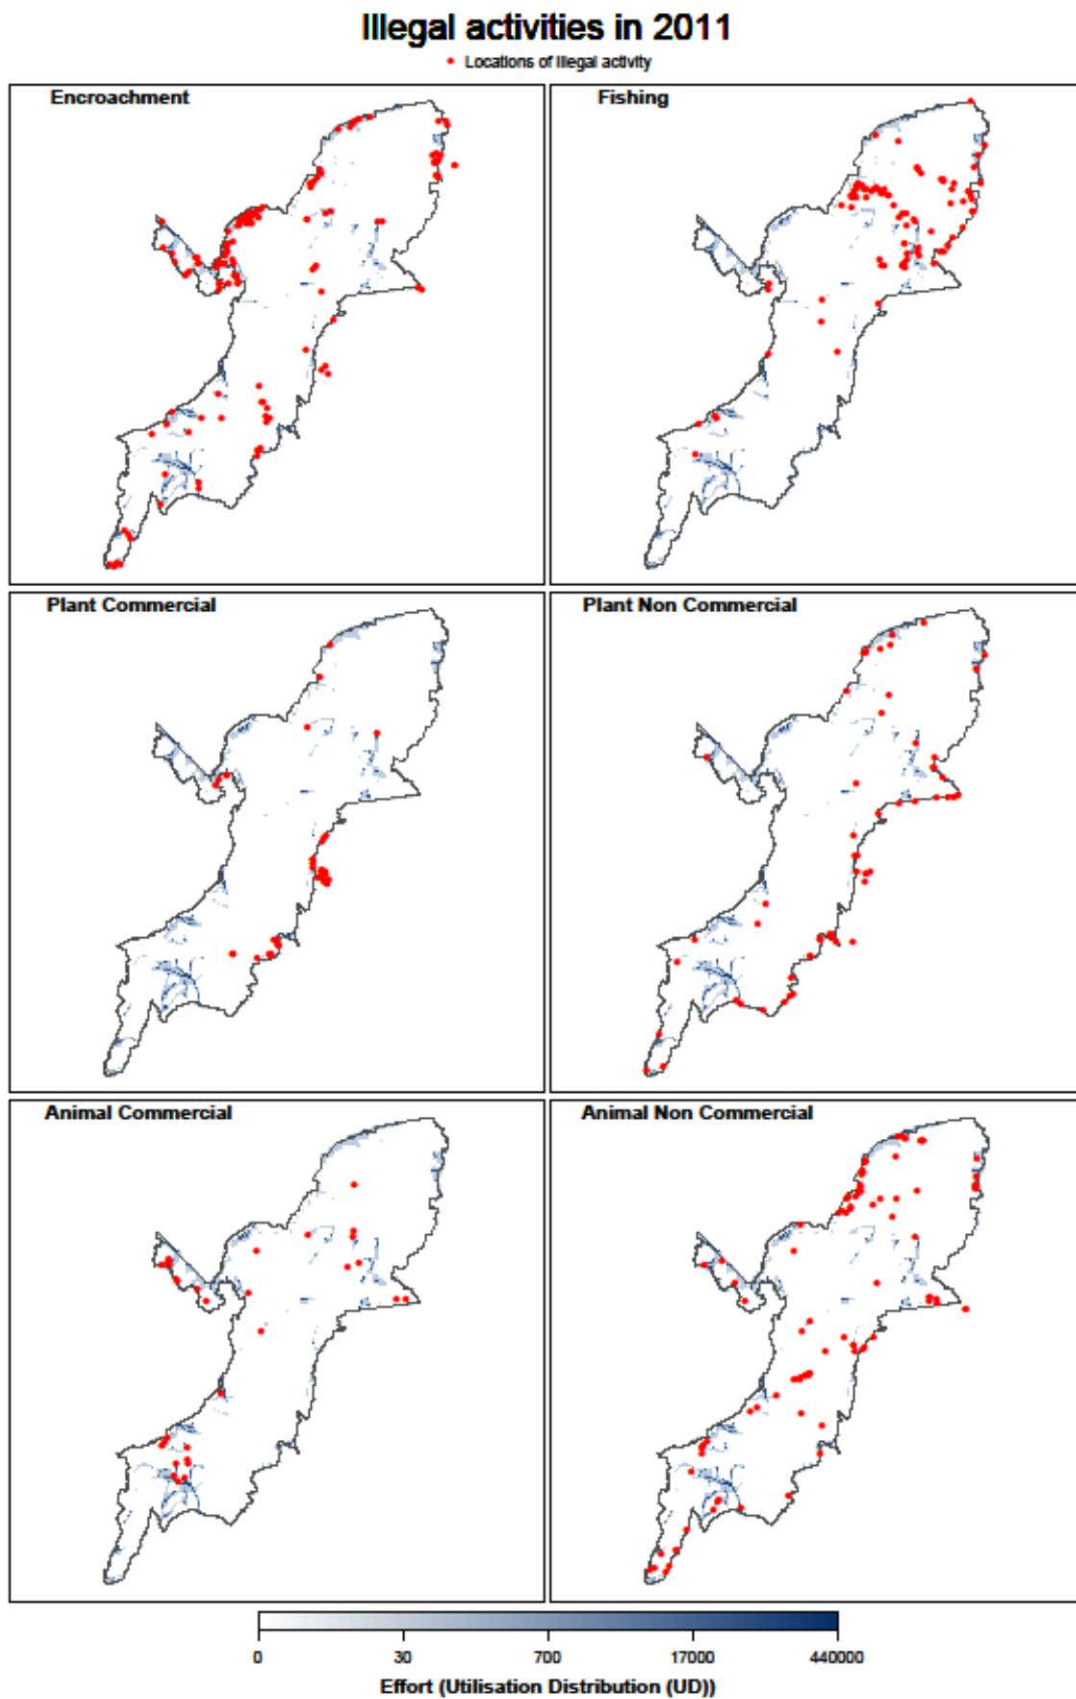 Illegal activities in 2011
Locations of illegal activity
Encroachment
Fishing
Plant Commercial
Plant Non Commercial
Animal Commercial
Animal Non Commercial
0 30 700 17000 440000
Effort (Utilisation Distribution (UD))